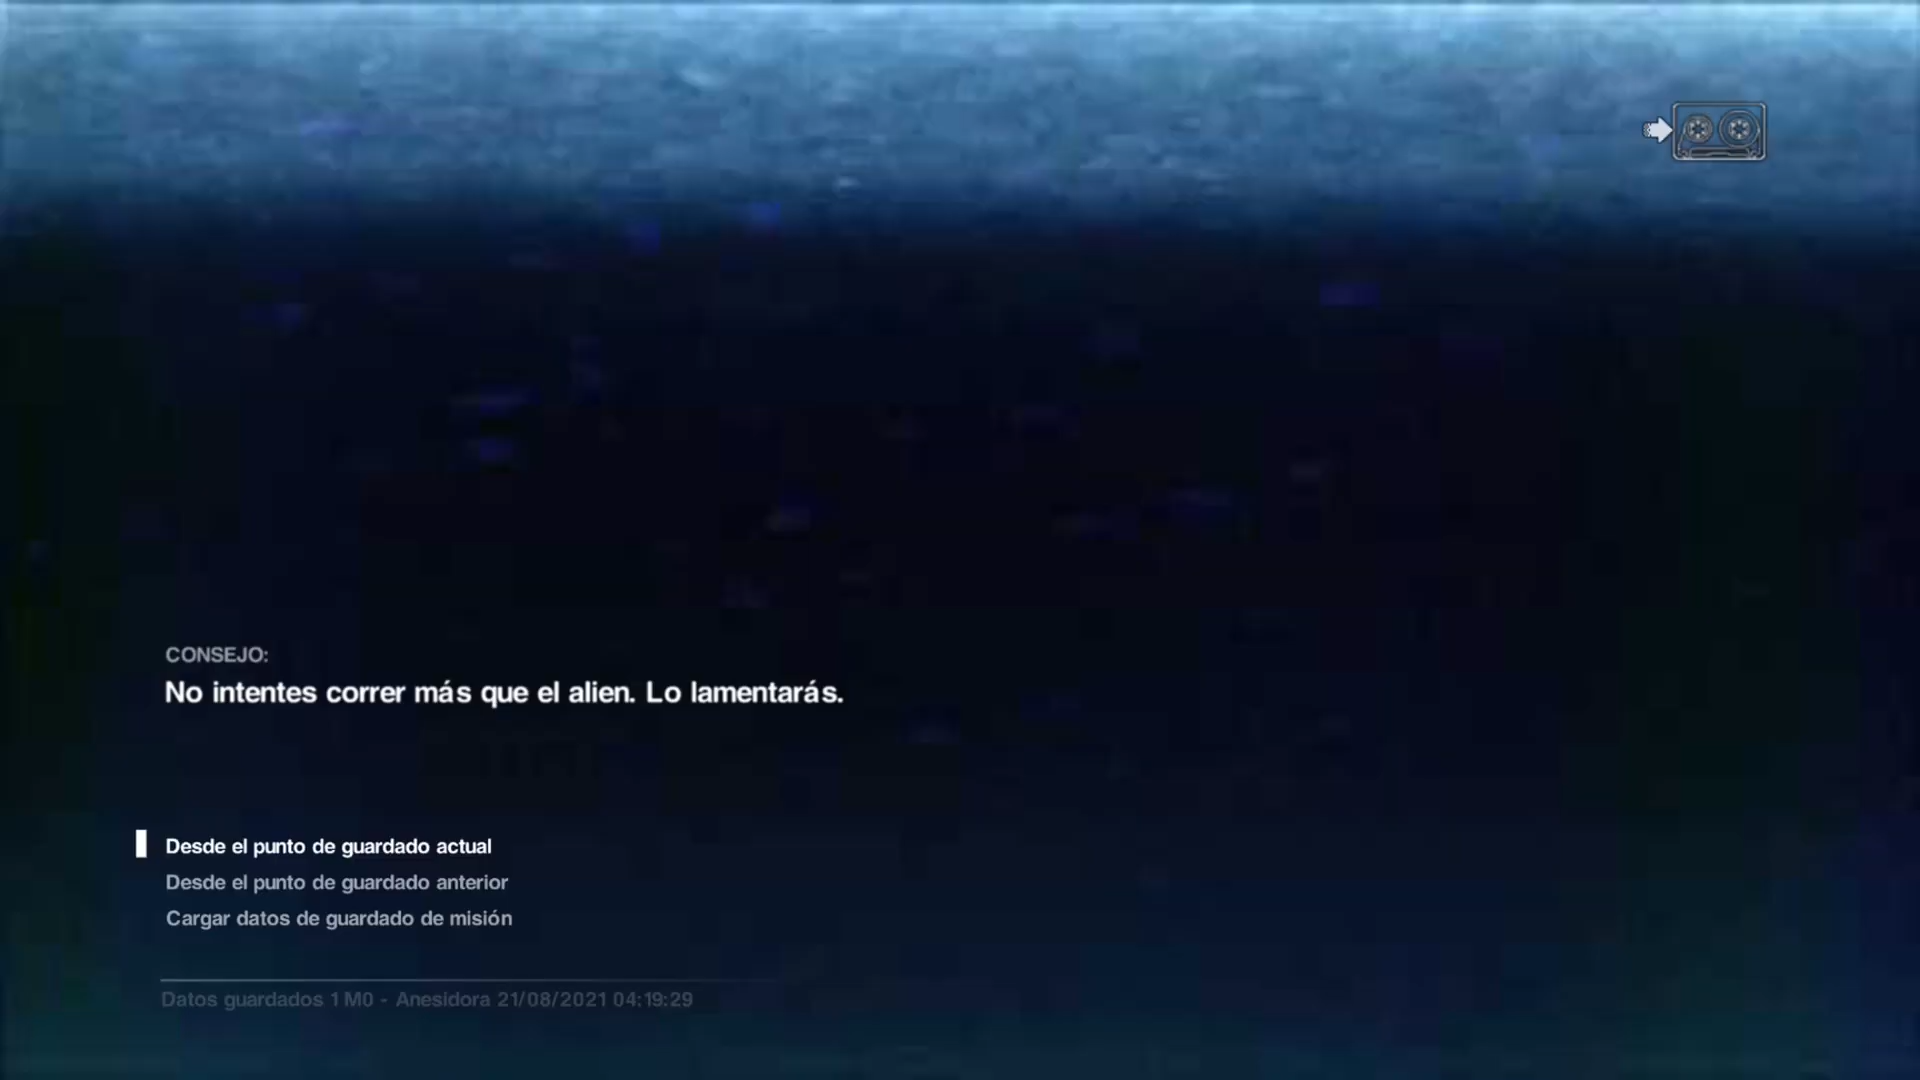 CONSEJO:
No intentes correr más que el alien. Lo lamentarás.
Desde el punto de guardado actual
Desde el punto de guardado anterior
Cargar datos de guardado de misión
Datos guardados 1 M0 - Anesidora 21/08/2021 04:19:29